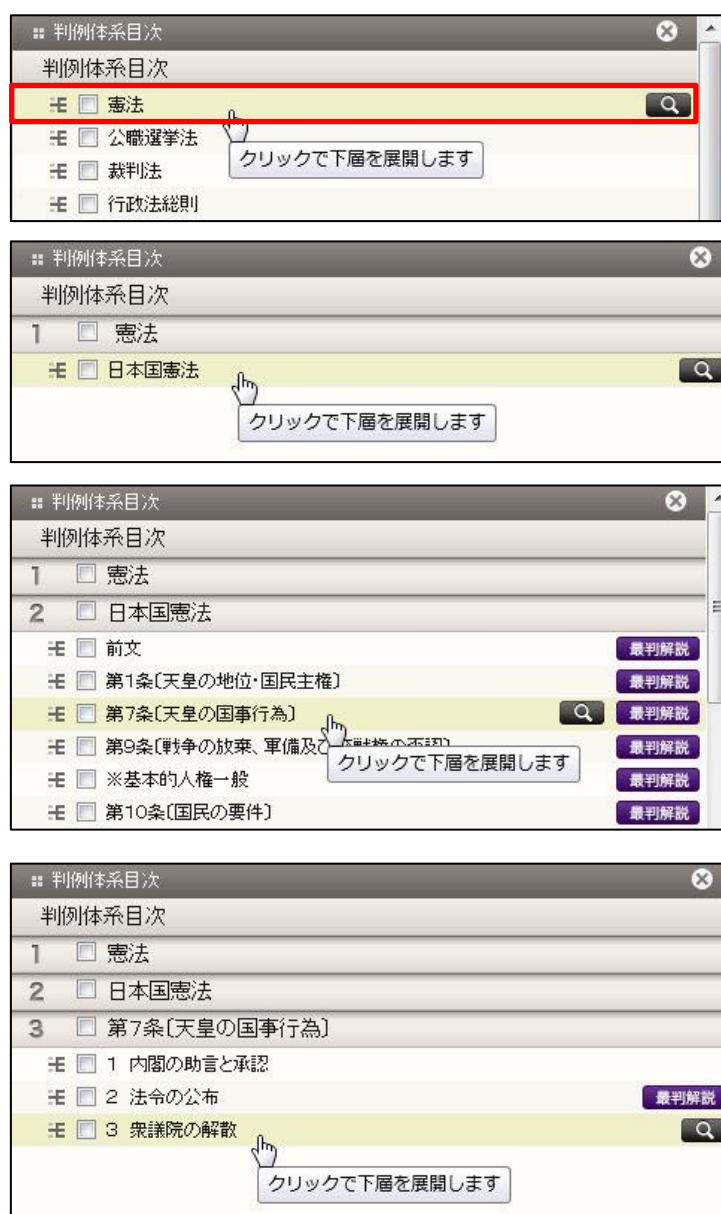 判例体系目次
判例体系目次
憲法
公職選挙法
クリックで下層を展開します
裁判法
行政法総則
判例体系目次
判例体系目次
1 憲法
日本国憲法
クリックで下層を展開します
判例体系目次
判例体系目次
1 憲法
2 日本国憲法
前文 最判解説
第1条〔天皇の地位・国民主権〕 最判解説
第7条〔天皇の国事行為〕 最判解説
第9条〔戦争の放棄、軍備及び 最判解説
クリックで下層を展開します
※基本的人権一般 最判解説
第10条〔国民の要件〕 最判解説
判例体系目次
判例体系目次
1 憲法
2 日本国憲法
3 第7条〔天皇の国事行為〕
1 内閣の助言と承認
2 法令の公布 最判解説
3 衆議院の解散
クリックで下層を展開します